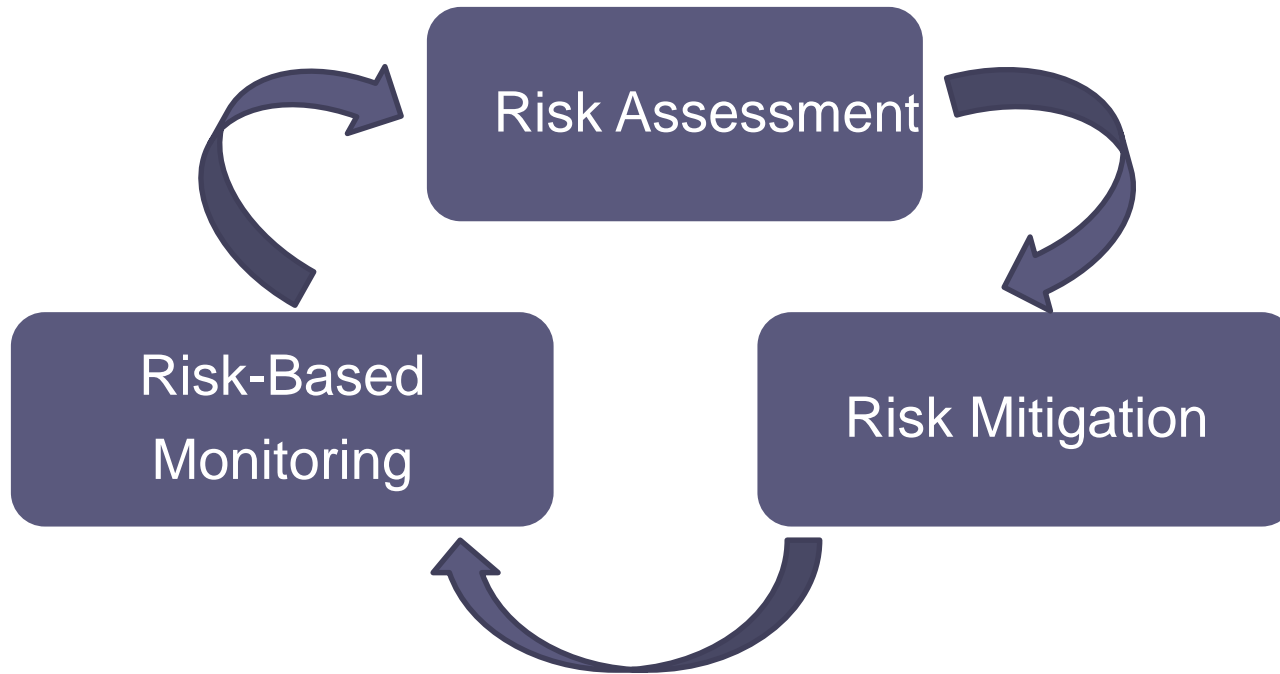 Risk Assessment
Risk-Based
Monitoring
Risk Mitigation